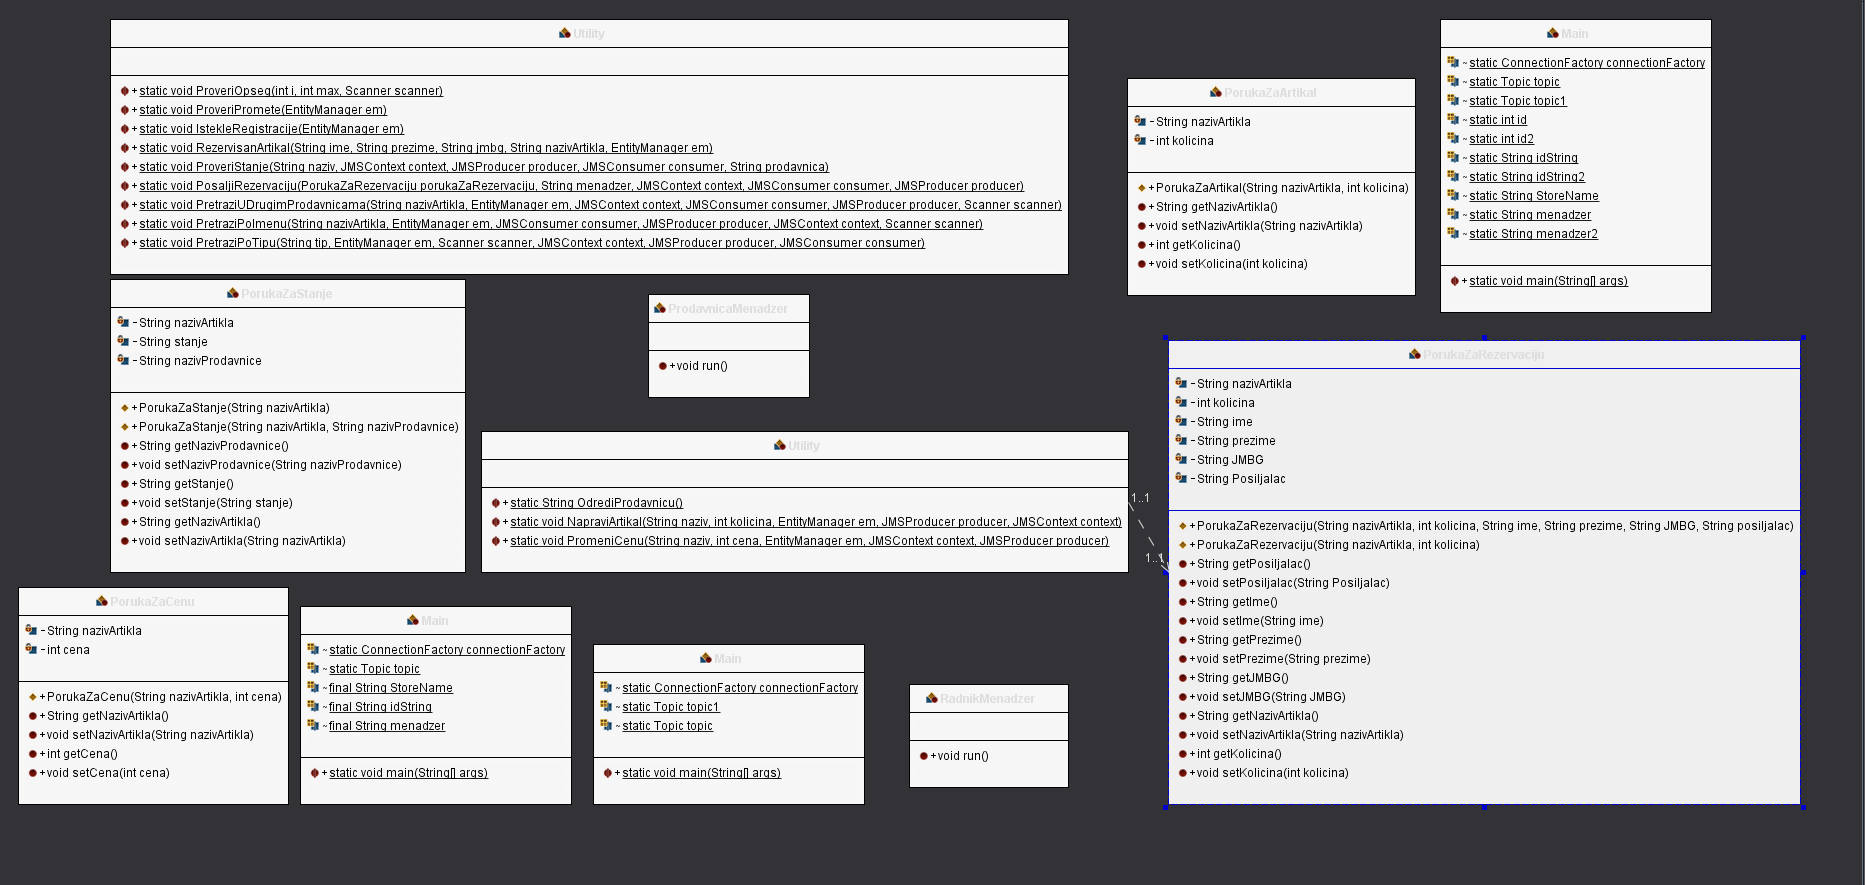 Utility
+ static void ProveriOpseg(int i, int max, Scanner scanner)
+ static void ProveriPromete(EntityManager em)
+ static void IstekleRegistracije(EntityManager em)
+ static void RezervisanArtikal(String ime, String prezime, String jmbg, String nazivArtikla, EntityManager em)
+ static void ProveriStanje(String naziv, JMSContext context, JMSProducer producer, JMSConsumer consumer, String prodavnica)
+ static void PosaljiRezervaciju(PorukaZaRezervaciju porukaZaRezervaciju, String menadzer, JMSContext context, JMSConsumer consumer, JMSProducer producer)
+ static void PretraziUDrugimProdavnicama(String nazivArtikla, EntityManager em, JMSContext context, JMSConsumer consumer, JMSProducer producer, Scanner scanner)
+ static void PretraziPoImenu(String nazivArtikla, EntityManager em, JMSConsumer consumer, JMSProducer producer, JMSContext context, Scanner scanner)
+ static void PretraziPoTipu(String tip, EntityManager em, Scanner scanner, JMSContext context, JMSProducer producer, JMSConsumer consumer)
PorukaZaArtikal
- String nazivArtikla
- int kolicina
+ PorukaZaArtikal(String nazivArtikla, int kolicina)
+ String getNazivArtikla()
+ void setNazivArtikla(String nazivArtikla)
+ int getKolicina()
+ void setKolicina(int kolicina)
Main
~ static ConnectionFactory connectionFactory
~ static Topic topic
~ static Topic topic1
~ static int id
~ static int id2
~ static String idString
~ static String idString2
~ static String StoreName
~ static String menadzer
~ static String menadzer2
+ static void main(String[] args)
PorukaZaStanje
- String nazivArtikla
- String stanje
- String nazivProdavnice
+ PorukaZaStanje(String nazivArtikla)
+ PorukaZaStanje(String nazivArtikla, String nazivProdavnice)
+ String getNazivProdavnice()
+ void setNazivProdavnice(String nazivProdavnice)
+ String getStanje()
+ void setStanje(String stanje)
+ String getNazivArtikla()
+ void setNazivArtikla(String nazivArtikla)
ProdavnicaMenadzer
+ void run()
Utility
+ static String OdrediProdavnicu()
+ static void NapraviArtikal(String naziv, int kolicina, EntityManager em, JMSProducer producer, JMSContext context)
+ static void PromeniCenu(String naziv, int cena, EntityManager em, JMSContext context, JMSProducer producer)
1..1
1..1
PorukaZaRezervaciju
- String nazivArtikla
- int kolicina
- String ime
- String prezime
- String JMBG
- String Posiljalac
+ PorukaZaRezervaciju(String nazivArtikla, int kolicina, String ime, String prezime, String JMBG, String posiljalac)
+ PorukaZaRezervaciju(String nazivArtikla, int kolicina)
+ String getPosiljalac()
+ void setPosiljalac(String Posiljalac)
+ String getIme()
+ void setIme(String ime)
+ String getPrezime()
+ void setPrezime(String prezime)
+ String getJMBG()
+ void setJMBG(String JMBG)
+ String getNazivArtikla()
+ void setNazivArtikla(String nazivArtikla)
+ int getKolicina()
+ void setKolicina(int kolicina)
PorukaZaCenu
- String nazivArtikla
- int cena
+ PorukaZaCenu(String nazivArtikla, int cena)
+ String getNazivArtikla()
+ void setNazivArtikla(String nazivArtikla)
+ int getCena()
+ void setCena(int cena)
Main
~ static ConnectionFactory connectionFactory
~ static Topic topic
~ final String StoreName
~ final String idString
~ final String menadzer
+ static void main(String[] args)
Main
~ static ConnectionFactory connectionFactory
~ static Topic topic1
~ static Topic topic
+ static void main(String[] args)
RadnikMenadzer
+ void run()